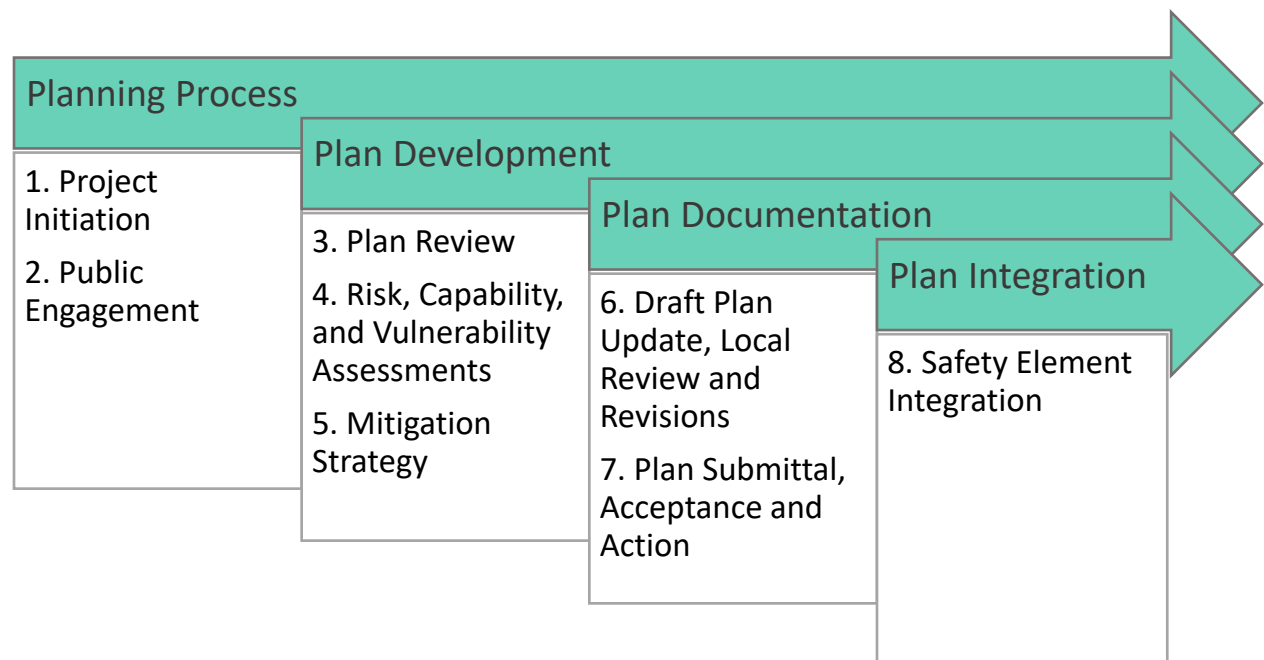 Planning Process
1. Project
Initiation
2. Public
Engagement
Plan Development
3. Plan Review
4. Risk, Capability,
and Vulnerability
Assessments
5. Mitigation
Strategy
Plan Documentation
6. Draft Plan
Update, Local
Review and
Revisions
7. Plan Submittal,
Acceptance and
Action
Plan Integration
8. Safety Element
Integration